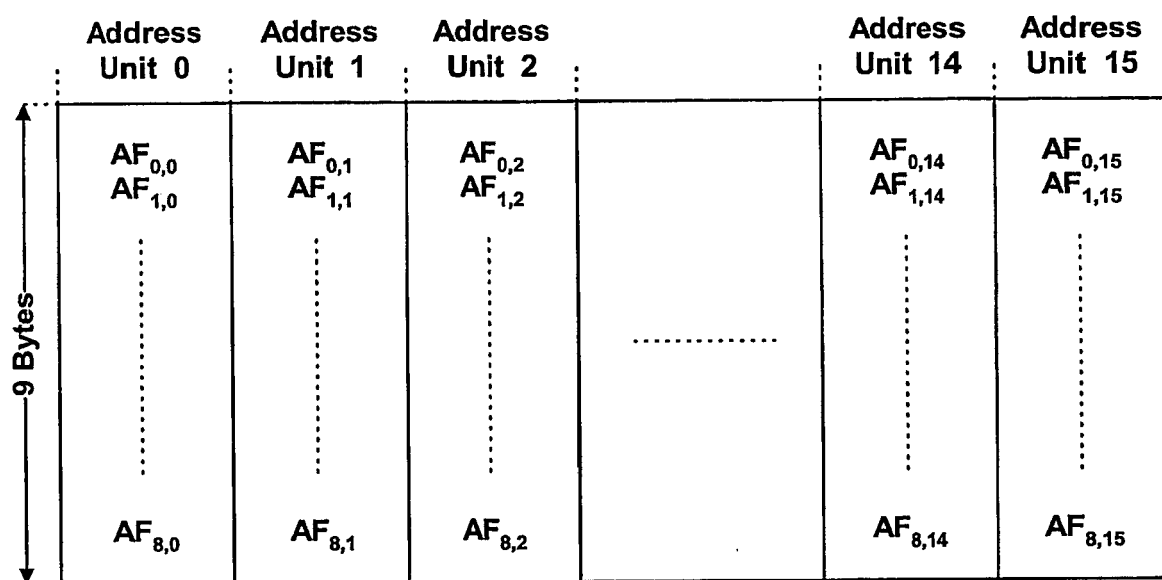 Address Unit 0
Address Unit 1
Address Unit 2
Address Unit 14
Address Unit 15
9 Bytes
AF0,0 AF0,1 AF0,2 AF0,14 AF0,15
AF1,0 AF1,1 AF1,2 AF1,14 AF1,15
AF8,0 AF8,1 AF8,2 AF8,14 AF8,15